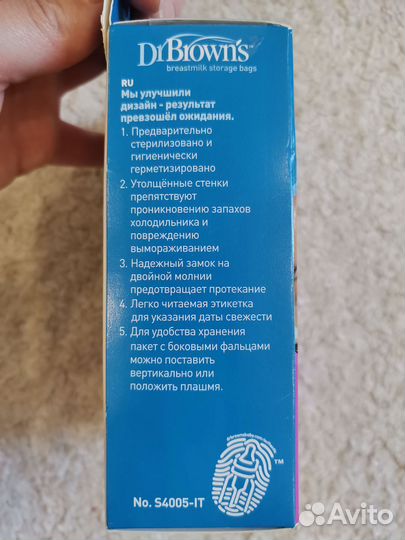 Dr Brown's™
breastmilk storage bags
RU
Мы улучшили
дизайн - результат
превзошёл ожидания.
1. Предварительно
стерилизовано и
гигиенически
герметизировано
2. Утолщённые стенки
препятствуют
проникновению запахов
холодильника и
повреждению
вымораживанием
3. Надежный замок на
двойной молнии
предотвращает протекание
4. Легко читаемая этикетка
для указания даты свежести
5. Для удобства хранения
пакет с боковыми фальцами
можно поставить
вертикально или
положить плашмя.
TM
No. S4005-IT
Avito